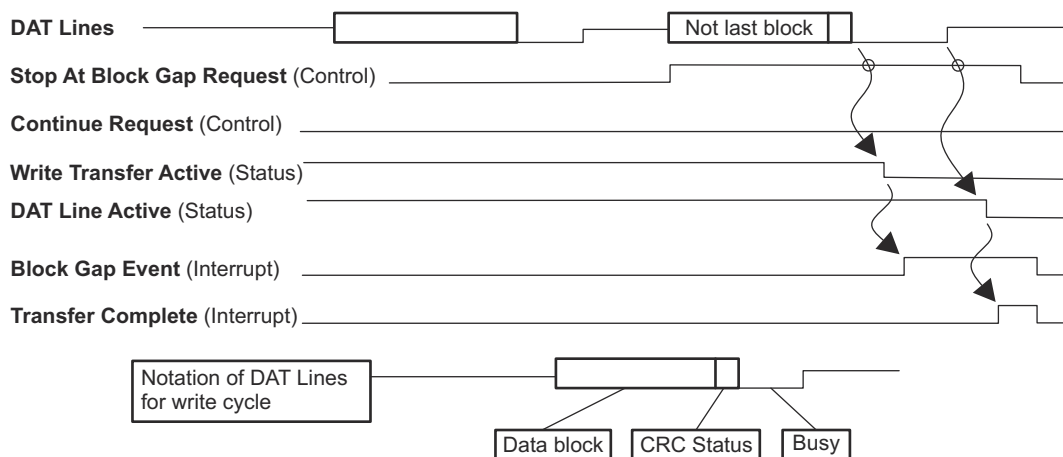 DAT Lines
Not last block
Stop At Block Gap Request (Control)
Continue Request (Control)
Write Transfer Active (Status)
DAT Line Active (Status)
Block Gap Event (Interrupt)
Transfer Complete (Interrupt)
Notation of DAT Lines
for write cycle
Data block
CRC Status
Busy